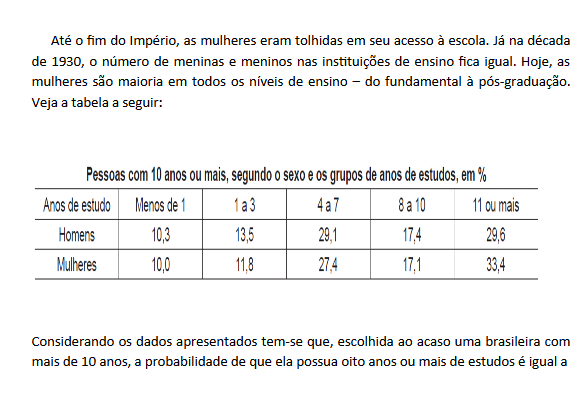 Até o fim do Império, as mulheres eram tolhidas em seu acesso à escola. Já na década
de 1930, o número de meninas e meninos nas instituições de ensino fica igual. Hoje, as
mulheres são maioria em todos os níveis de ensino – do fundamental à pós-graduação.
Veja a tabela a seguir:
Pessoas com 10 anos ou mais, segundo o sexo e os grupos de anos de estudos, em %
Anos de estudo Menos de 1 1 a 3 4 a 7 8 a 10 11 ou mais
Homens 10,3 13,5 29,1 17,4 29,6
Mulheres 10,0 11,8 27,4 17,1 33,4
Considerando os dados apresentados tem-se que, escolhida ao acaso uma brasileira com
mais de 10 anos, a probabilidade de que ela possua oito anos ou mais de estudos é igual a